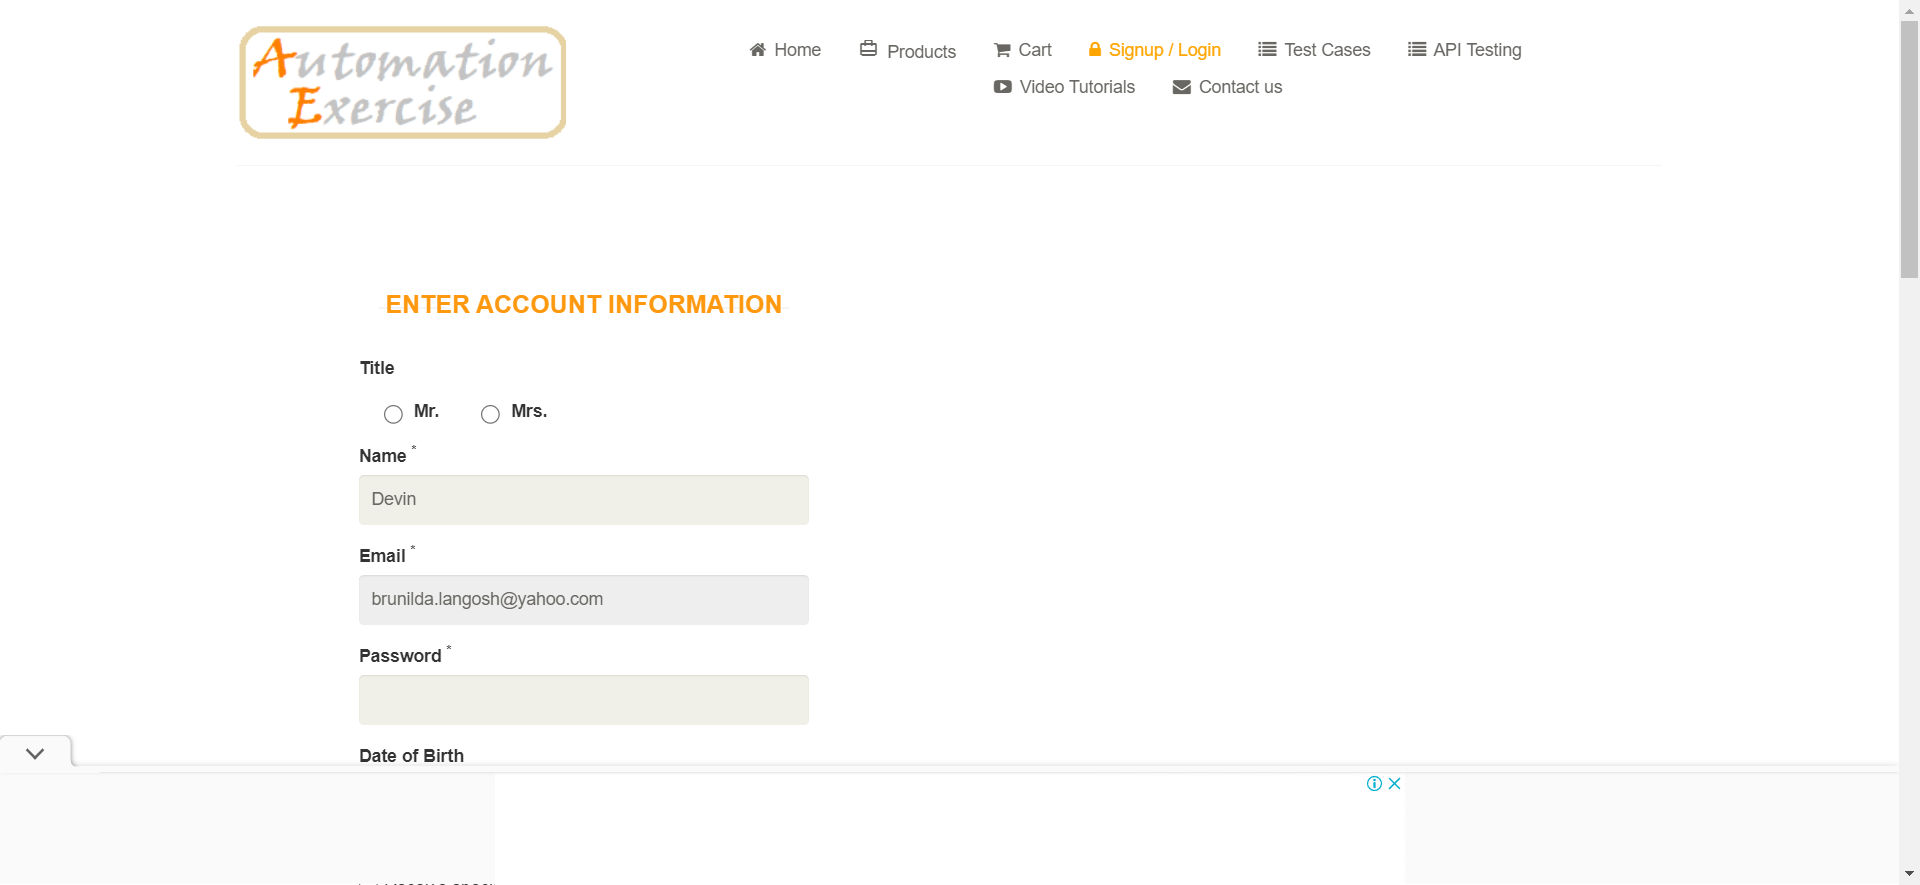 Automation
Exercise
Home
Products
Cart
Signup / Login
Test Cases
API Testing
Video Tutorials
Contact us
ENTER ACCOUNT INFORMATION
Title
Mr.
Mrs.
Name *
Devin
Email *
brunilda.langosh@yahoo.com
Password *
Date of Birth